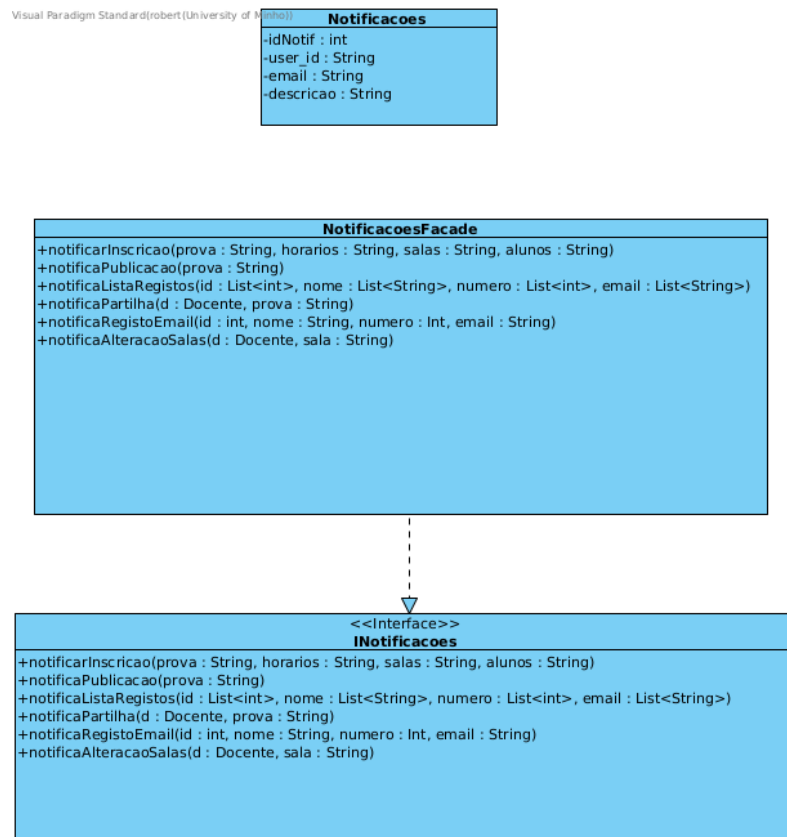 Visual Paradigm Standard(robert(University of Minho))
Notificacoes
-idNotif : int
-user_id : String
-email : String
-descricao : String
NotificacoesFacade
+notificarInscricao(prova : String, horarios : String, salas : String, alunos : String)
+notificaPublicacao(prova : String)
+notificaListaRegistos(id : List<int>, nome : List<String>, numero : List<int>, email : List<String>)
+notificaPartilha(d : Docente, prova : String)
+notificaRegistoEmail(id : int, nome : String, numero : Int, email : String)
+notificaAlteracaoSalas(d : Docente, sala : String)
<<Interface>>
INotificacoes
+notificarInscricao(prova : String, horarios : String, salas : String, alunos : String)
+notificaPublicacao(prova : String)
+notificaListaRegistos(id : List<int>, nome : List<String>, numero : List<int>, email : List<String>)
+notificaPartilha(d : Docente, prova : String)
+notificaRegistoEmail(id : int, nome : String, numero : Int, email : String)
+notificaAlteracaoSalas(d : Docente, sala : String)